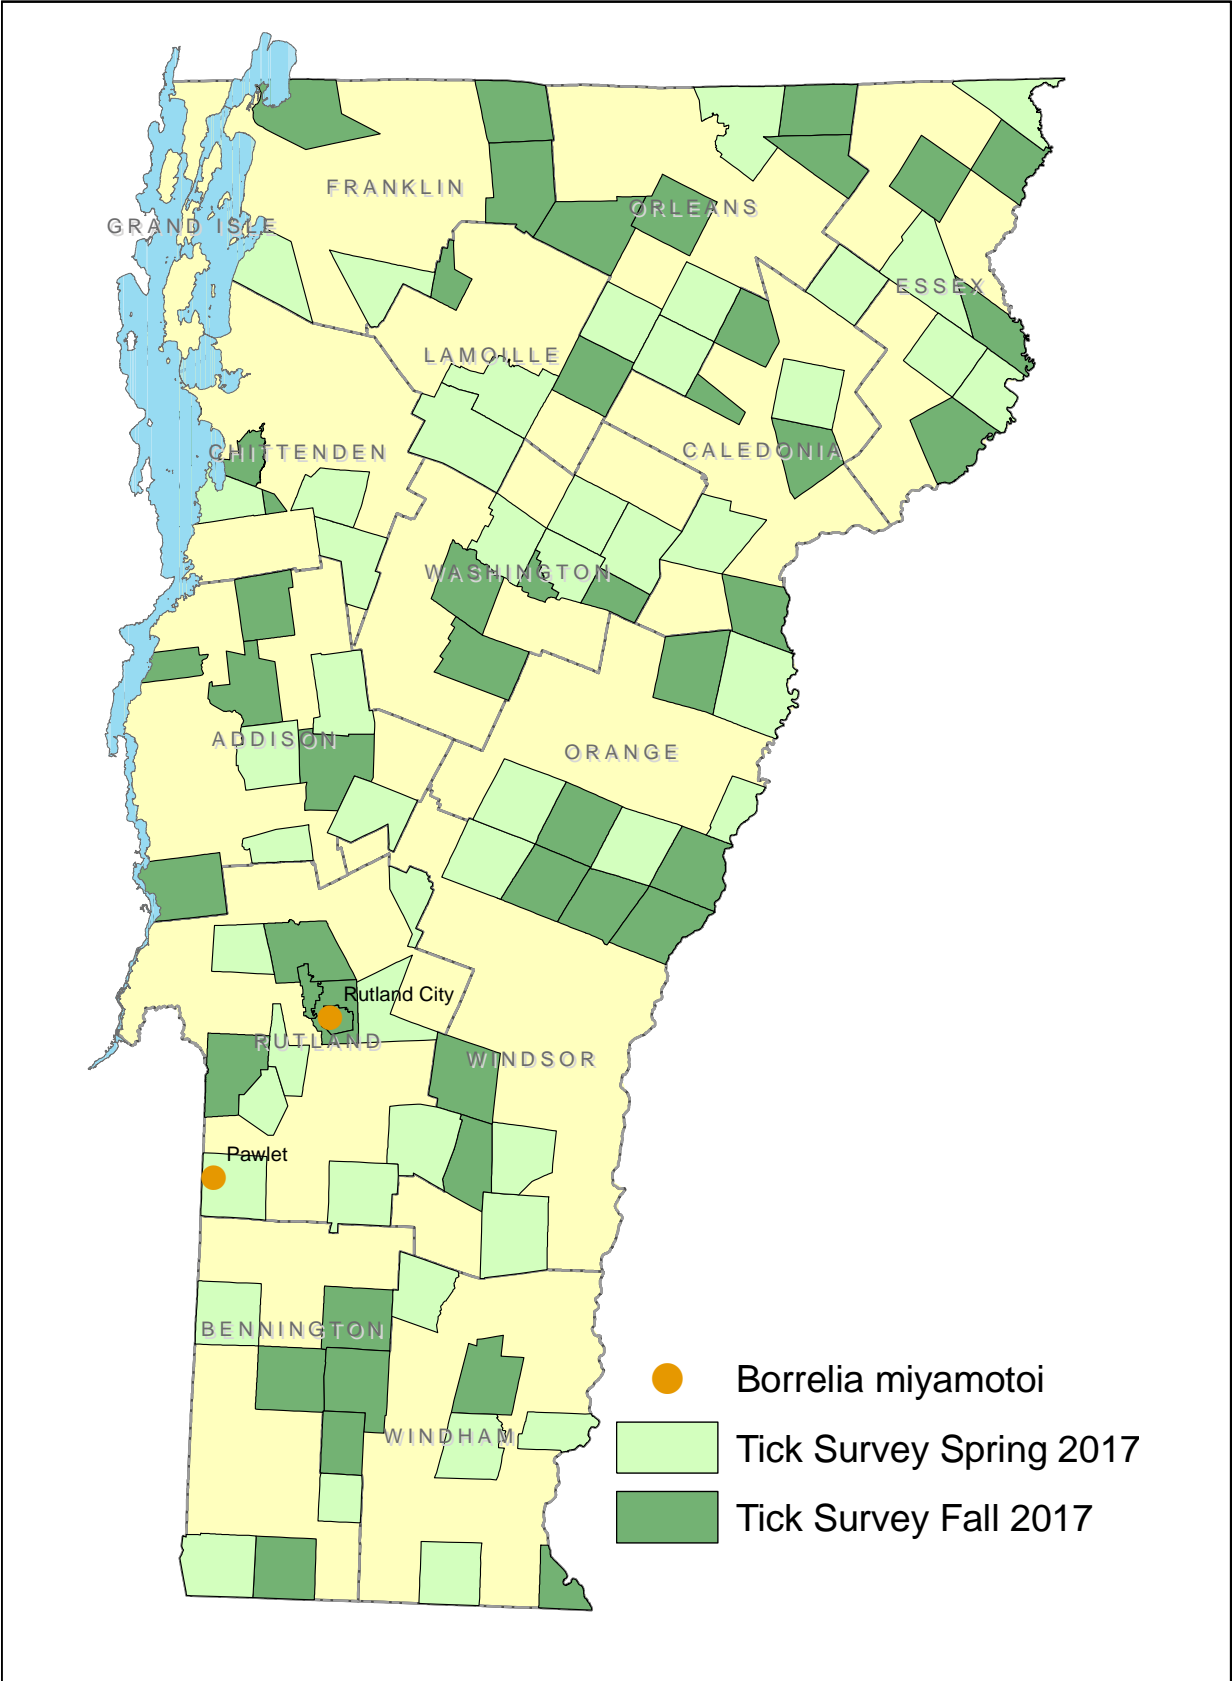 FRANKLIN
ORLEANS
GRAND ISLE
ESSEX
LAMOILLE
CHITTENDEN
CALEDONIA
WASHINGTON
ADDISON
ORANGE
Rutland City
RUTLAND
WINDSOR
Pawlet
BENNINGTON
WINDHAM
Borrelia miyamotoi
Tick Survey Spring 2017
Tick Survey Fall 2017